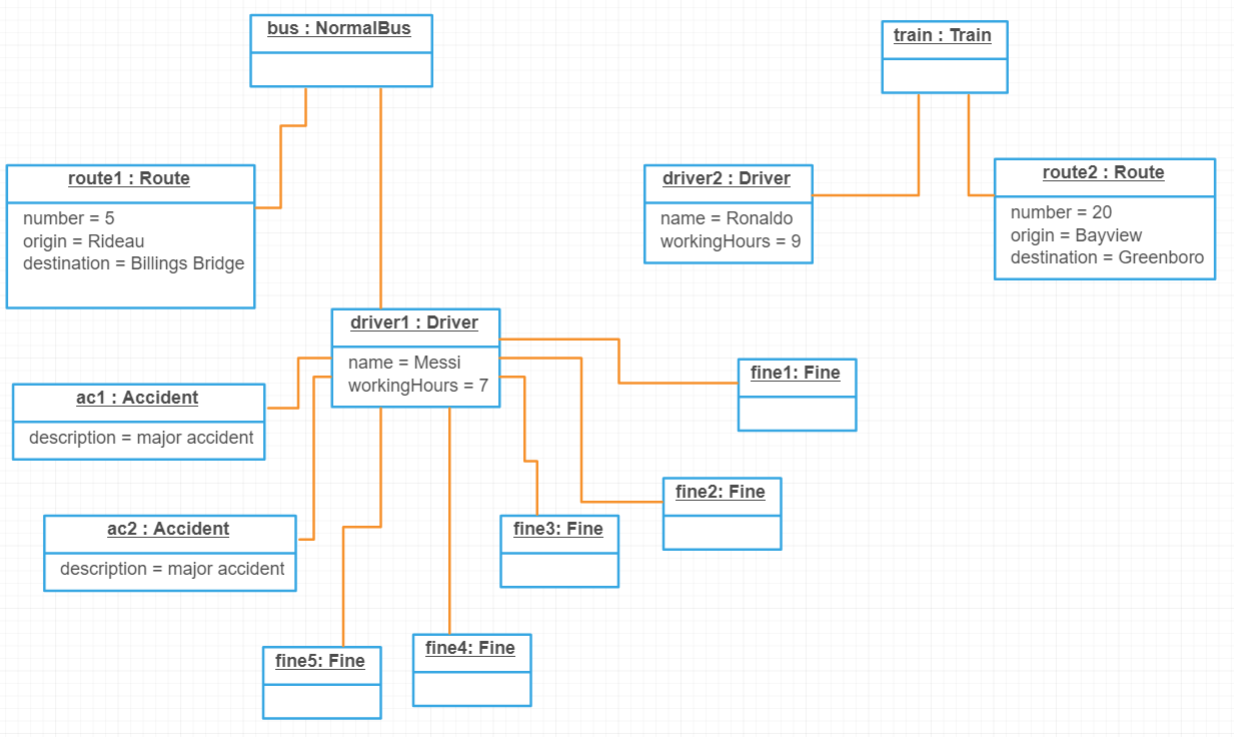 bus : NormalBus
train : Train
route1 : Route
number = 5
origin = Rideau
destination = Billings Bridge
driver2 : Driver
name = Ronaldo
workingHours = 9
route2 : Route
number = 20
origin = Bayview
destination = Greenboro
driver1 : Driver
name = Messi
workingHours = 7
fine1: Fine
ac1 : Accident
description = major accident
fine2: Fine
ac2 : Accident
description = major accident
fine3: Fine
fine4: Fine
fine5: Fine